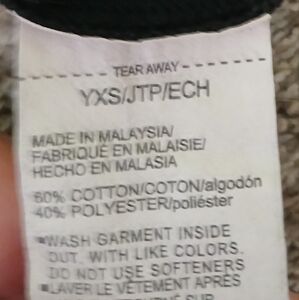 TEAR AWAY
YXS/JTP/ECH
MADE IN MALAYSIA/
FABRIQUÉ EN MALAISIE/
HECHO EN MALASIA
60% COTTON/COTON/algodón
40% POLYESTER/poliéster
▪WASH GARMENT INSIDE
OUT, WITH LIKE COLORS.
DO NOT USE SOFTENERS
▪LAVER LE VÊTEMENT APRÈS
SUR